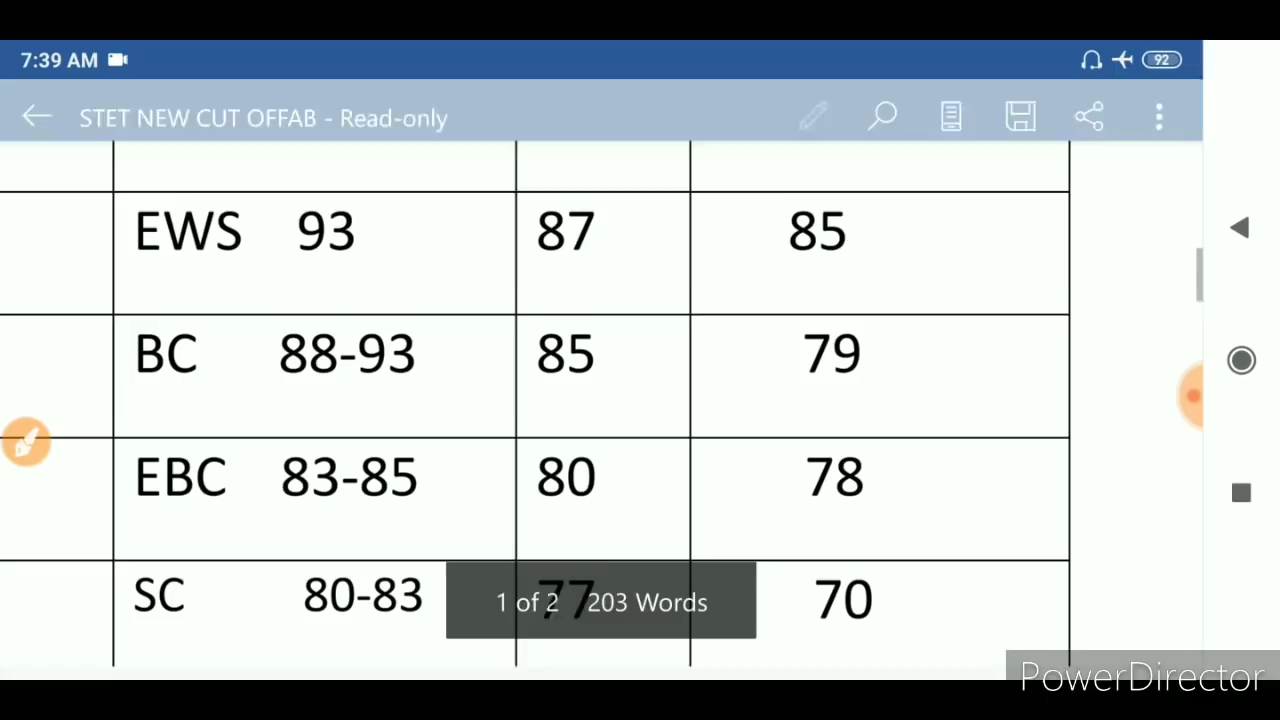 7:39 AM 92
STET NEW CUT OFFAB - Read-only
EWS 93 87 85
BC 88-93 85 79
EBC 83-85 80 78
SC 80-83 77 70
1 of 2 203 Words
PowerDirector